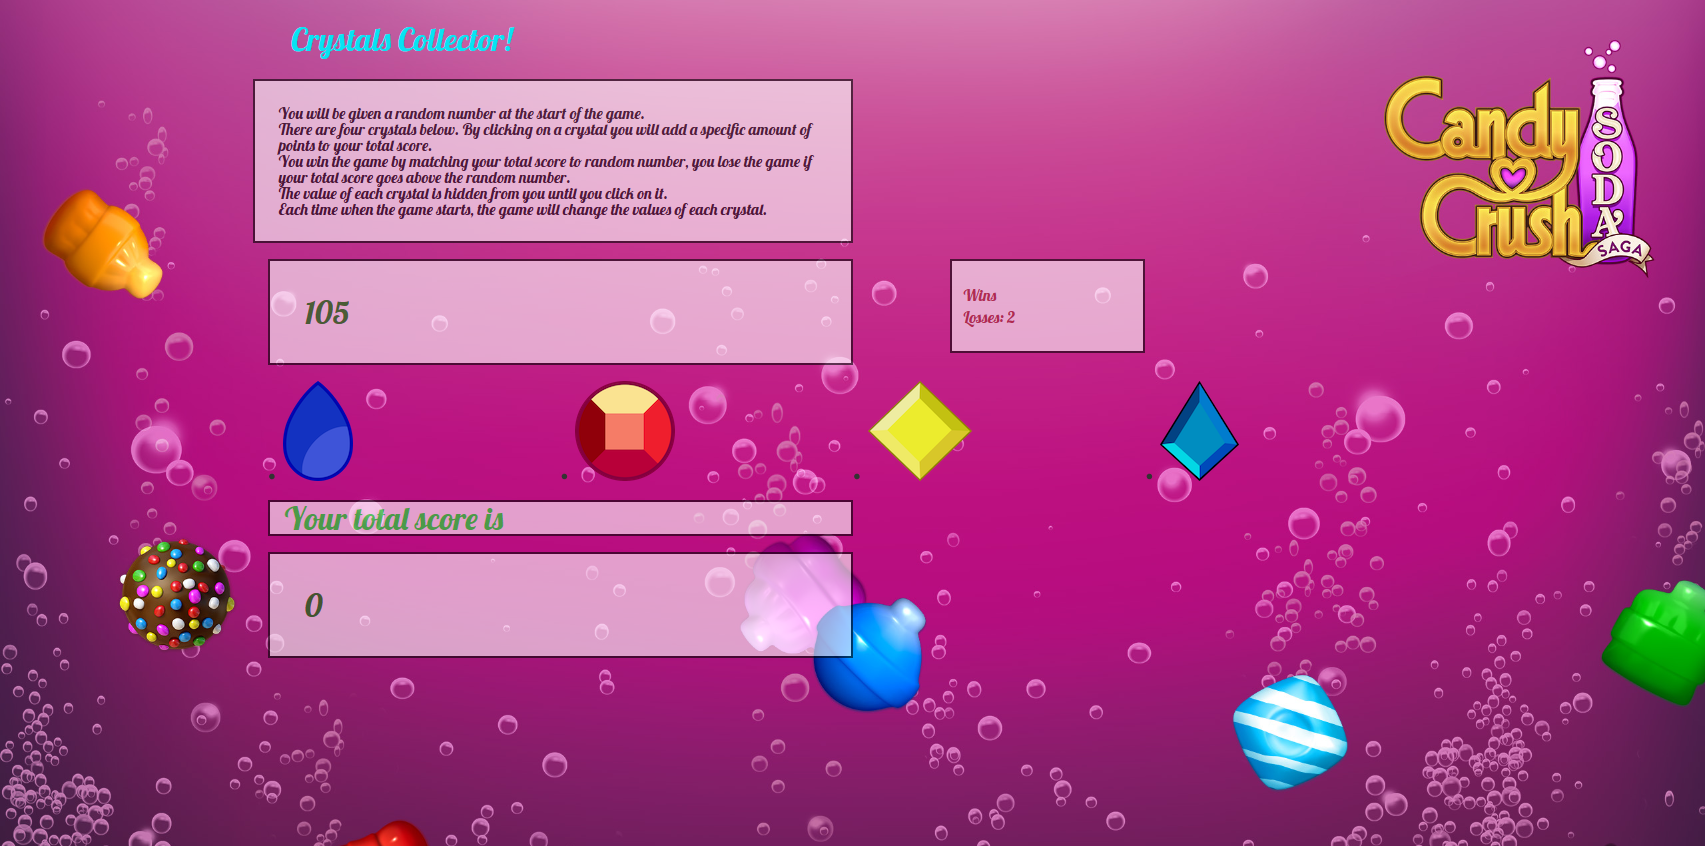 Crystals Collector!
You will be given a random number at the start of the game.
There are four crystals below. By clicking on a crystal you will add a specific amount of
points to your total score.
You win the game by matching your total score to random number, you lose the game if
your total score goes above the random number.
The value of each crystal is hidden from you until you click on it.
Each time when the game starts, the game will change the values of each crystal.
105
Wins
Losses: 2
Your total score is
0
Candy
Crush
SODA
SAGA